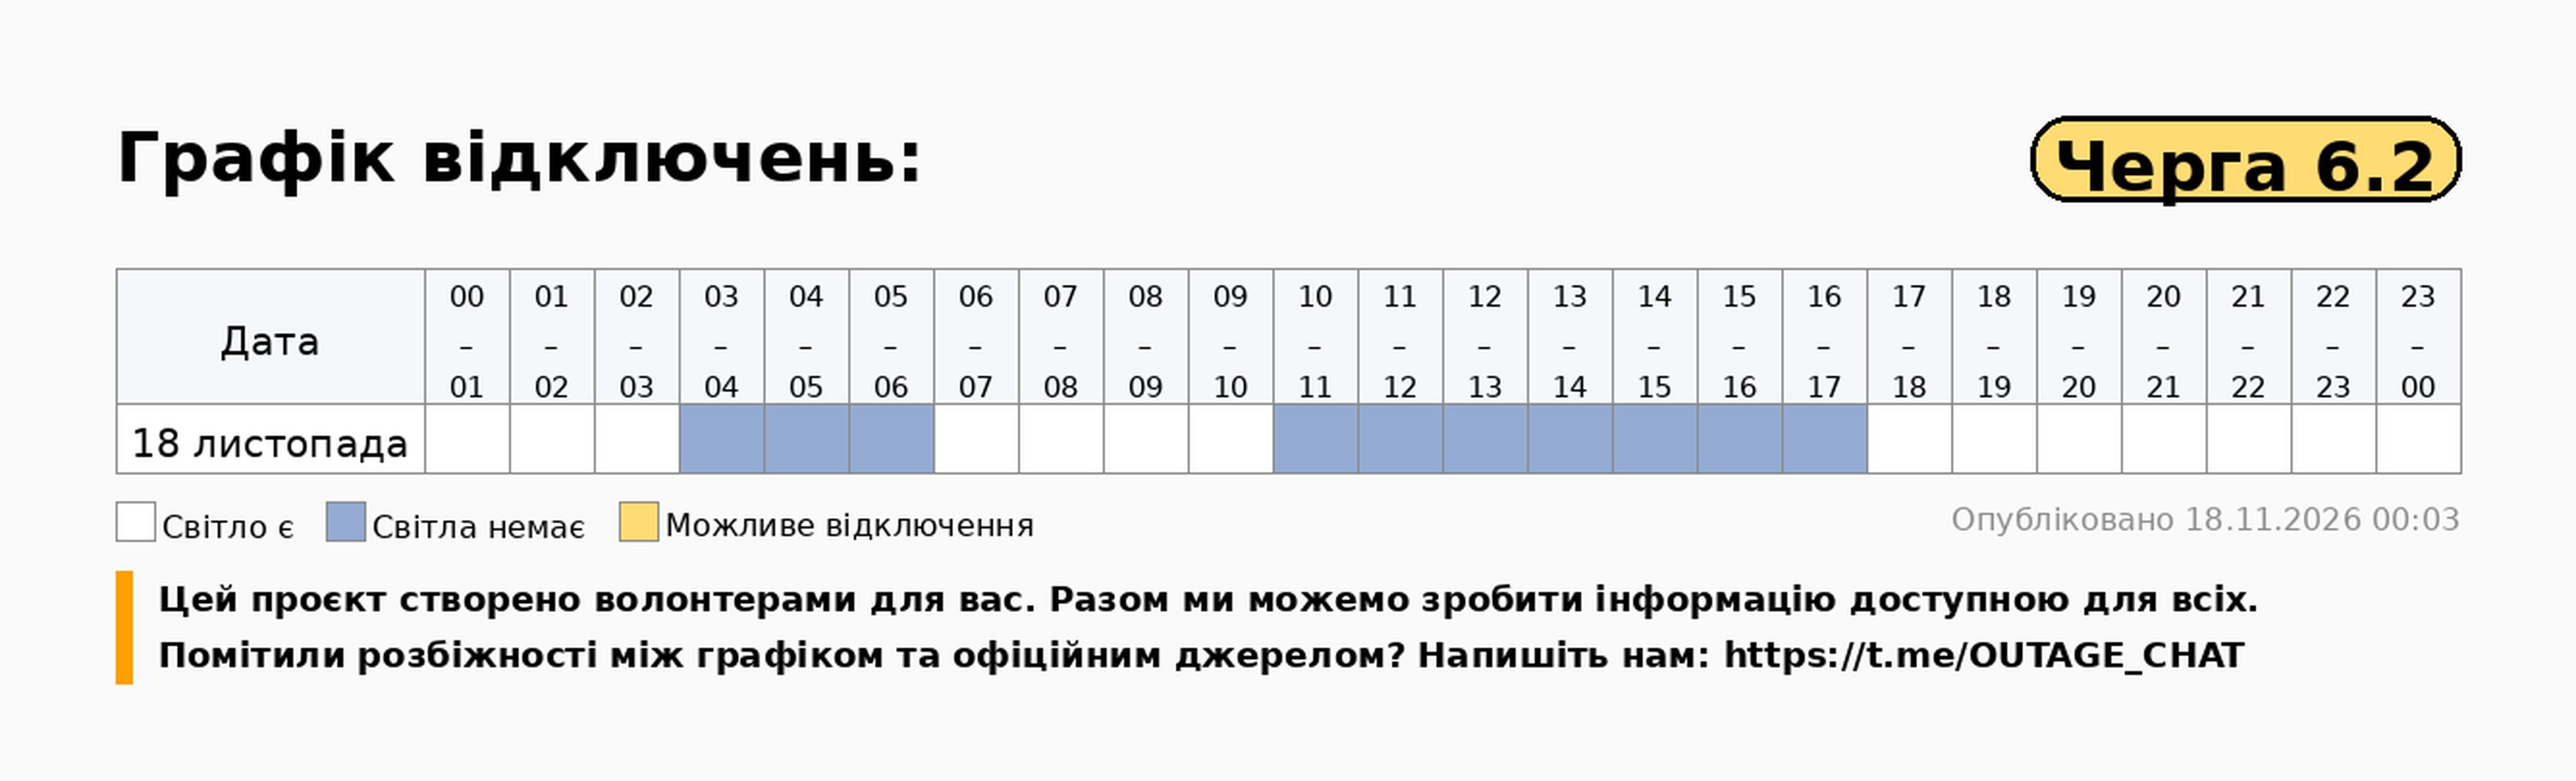 Графік відключень:
Черга 6.2
Дата 00 – 01 01 – 02 02 – 03 03 – 04 04 – 05 05 – 06 06 – 07 07 – 08 08 – 09 09 – 10 10 – 11 11 – 12 12 – 13 13 – 14 14 – 15 15 – 16 16 – 17 17 – 18 18 – 19 19 – 20 20 – 21 21 – 22 22 – 23 23 – 00
18 листопада
Світло є Світла немає Можливе відключення
Опубліковано 18.11.2026 00:03
Цей проєкт створено волонтерами для вас. Разом ми можемо зробити інформацію доступною для всіх.
Помітили розбіжності між графіком та офіційним джерелом? Напишіть нам: https://t.me/OUTAGE_CHAT